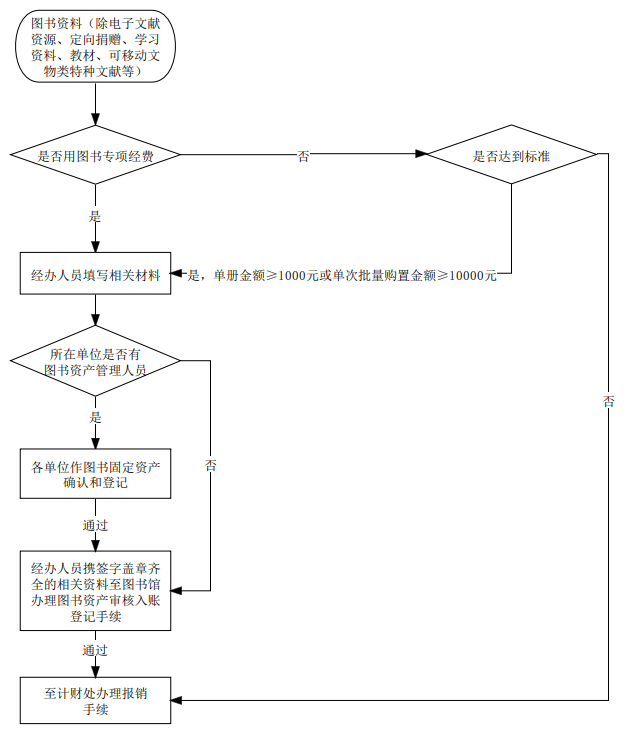 图书资料（除电子文献
资源、定向捐赠、学习
资料、教材、可移动文
物类特种文献等）
是否用图书专项经费
否
是否达到标准
是
经办人员填写相关材料
是，单册金额≥1000元或单次批量购置金额≥10000元
所在单位是否有
图书资产管理人员
否
是
各单位作图书固定资产
确认和登记
否
通过
经办人员携签字盖章齐
全的相关资料至图书馆
办理图书资产审核入账
登记手续
通过
至计财处办理报销
手续